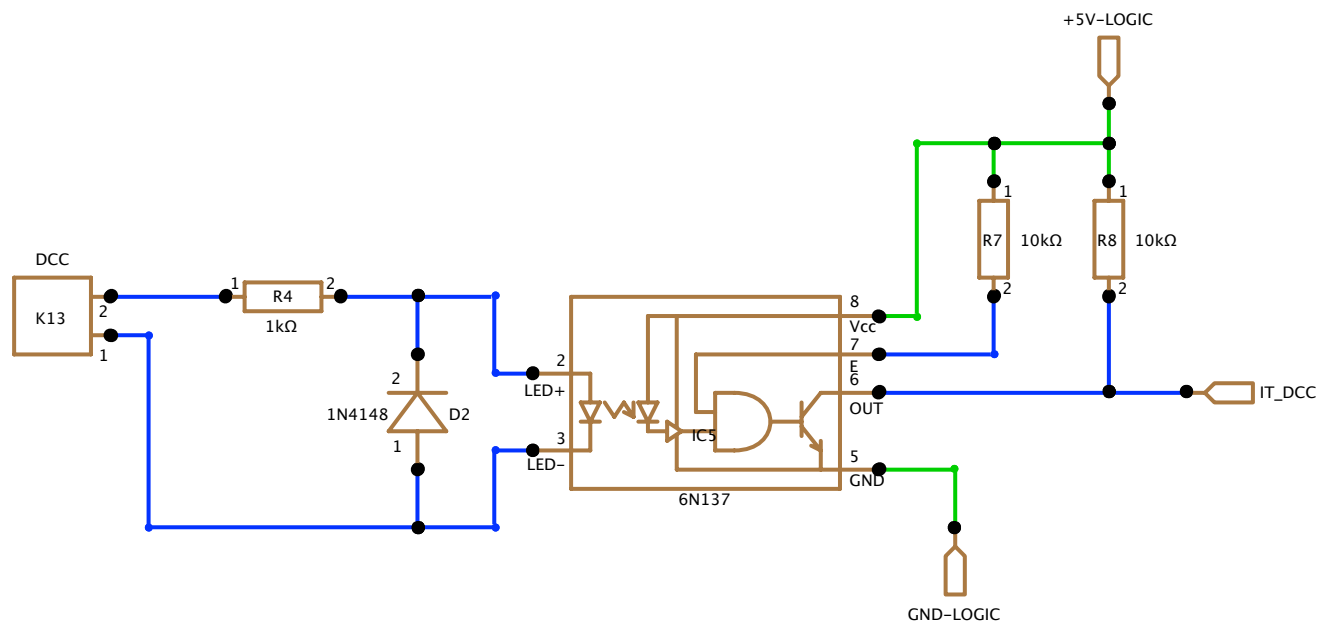 +5V-LOGIC
1
1
R7
10kΩ
R8
10kΩ
2
2
DCC
K13
2
1
1
R4
2
1kΩ
2
1N4148
D2
1
2
LED+
3
LED-
IC5
8
Vcc
7
E
6
OUT
5
GND
6N137
IT_DCC
GND-LOGIC